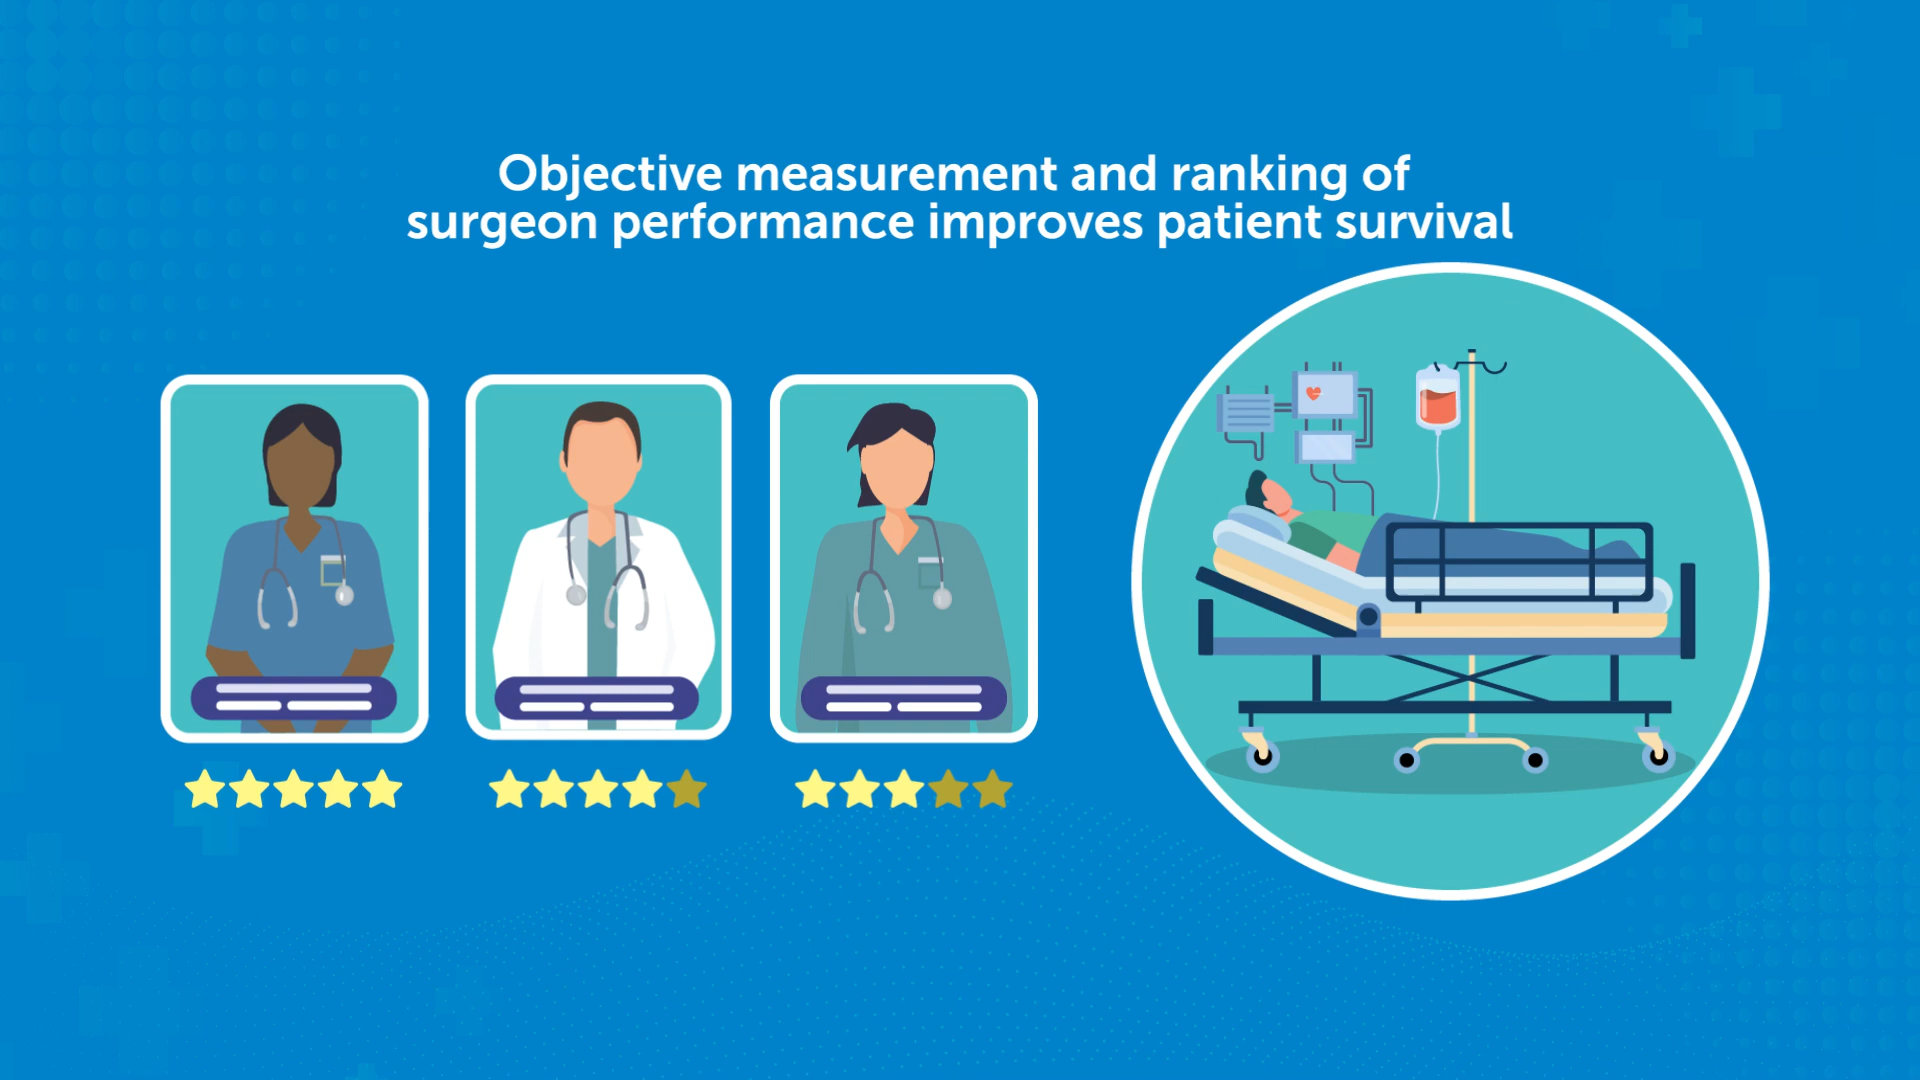 Objective measurement and ranking of
surgeon performance improves patient survival